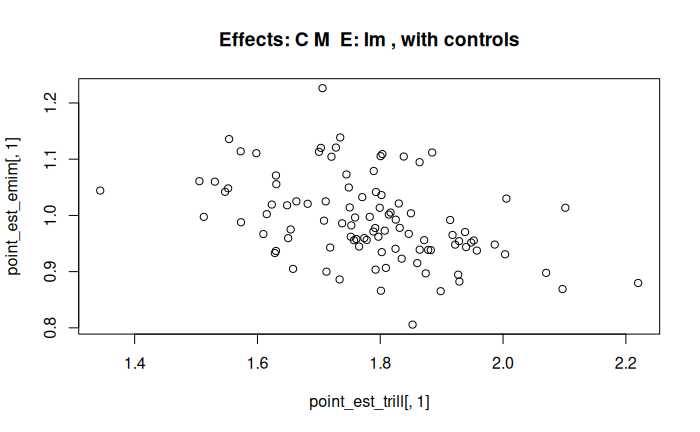 Effects: C M  E: Im , with controls
point_est_emim[, 1]
1.2
1.1
1.0
0.9
0.8
1.4 1.6 1.8 2.0 2.2
point_est_trill[, 1]